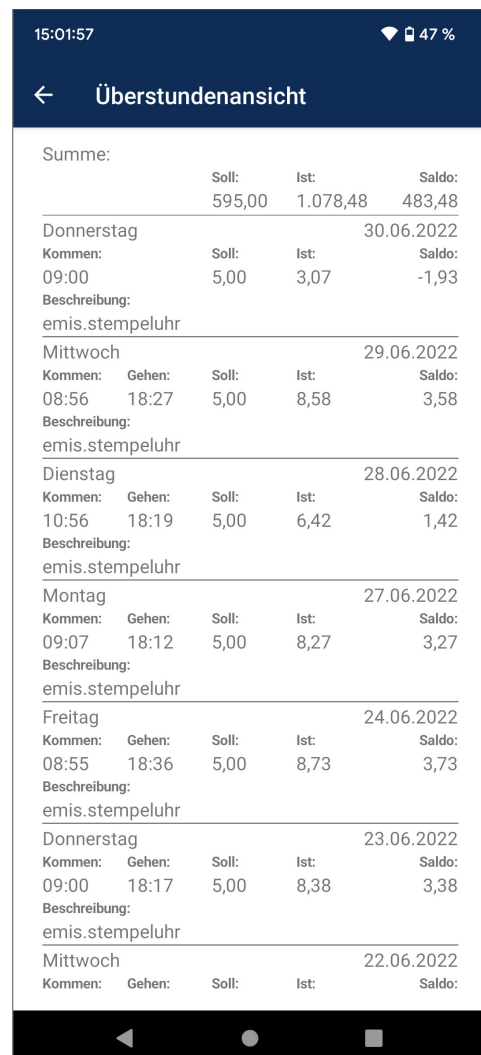 15:01:57 47 %
Überstundenansicht
Summe:
Soll: Ist: Saldo:
595,00 1.078,48 483,48
Donnerstag 30.06.2022
Kommen: Soll: Ist: Saldo:
09:00 5,00 3,07 -1,93
Beschreibung:
emis.stempeluhr
Mittwoch 29.06.2022
Kommen: Gehen: Soll: Ist: Saldo:
08:56 18:27 5,00 8,58 3,58
Beschreibung:
emis.stempeluhr
Dienstag 28.06.2022
Kommen: Gehen: Soll: Ist: Saldo:
10:56 18:19 5,00 6,42 1,42
Beschreibung:
emis.stempeluhr
Montag 27.06.2022
Kommen: Gehen: Soll: Ist: Saldo:
09:07 18:12 5,00 8,27 3,27
Beschreibung:
emis.stempeluhr
Freitag 24.06.2022
Kommen: Gehen: Soll: Ist: Saldo:
08:55 18:36 5,00 8,73 3,73
Beschreibung:
emis.stempeluhr
Donnerstag 23.06.2022
Kommen: Gehen: Soll: Ist: Saldo:
09:00 18:17 5,00 8,38 3,38
Beschreibung:
emis.stempeluhr
Mittwoch 22.06.2022
Kommen: Gehen: Soll: Ist: Saldo: